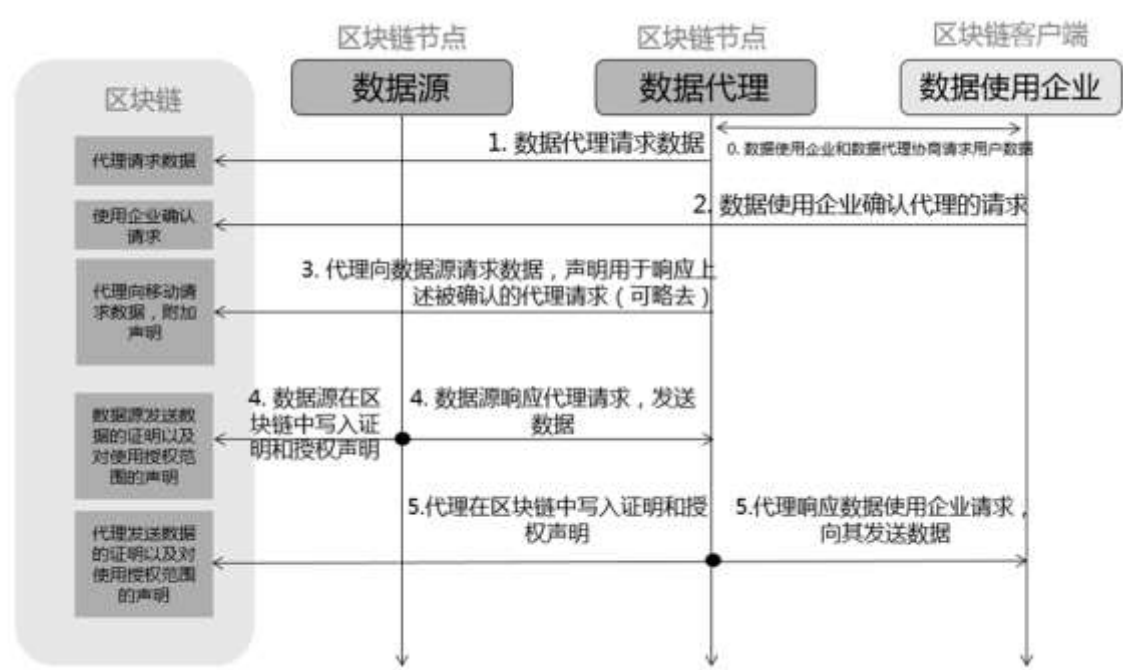 区块链节点
区块链节点
区块链客户端
数据源
数据代理
数据使用企业
区块链
1. 数据代理请求数据
0. 数据使用企业和数据代理协商请求用户数据
代理请求数据
2. 数据使用企业确认代理的请求
使用企业确认
请求
3. 代理向数据源请求数据，声明用于响应上
述被确认的代理请求（可略去）
代理向移动请
求数据，附加
声明
4. 数据源在区
块链中写入证
明和授权声明
4. 数据源响应代理请求，发送
数据
数据源发送数
据的证明以及
对使用授权范
围的声明
5.代理在区块链中写入证明和授
权声明
5.代理响应数据使用企业请求，
向其发送数据
代理发送数据
的证明以及对
使用授权范围
的声明